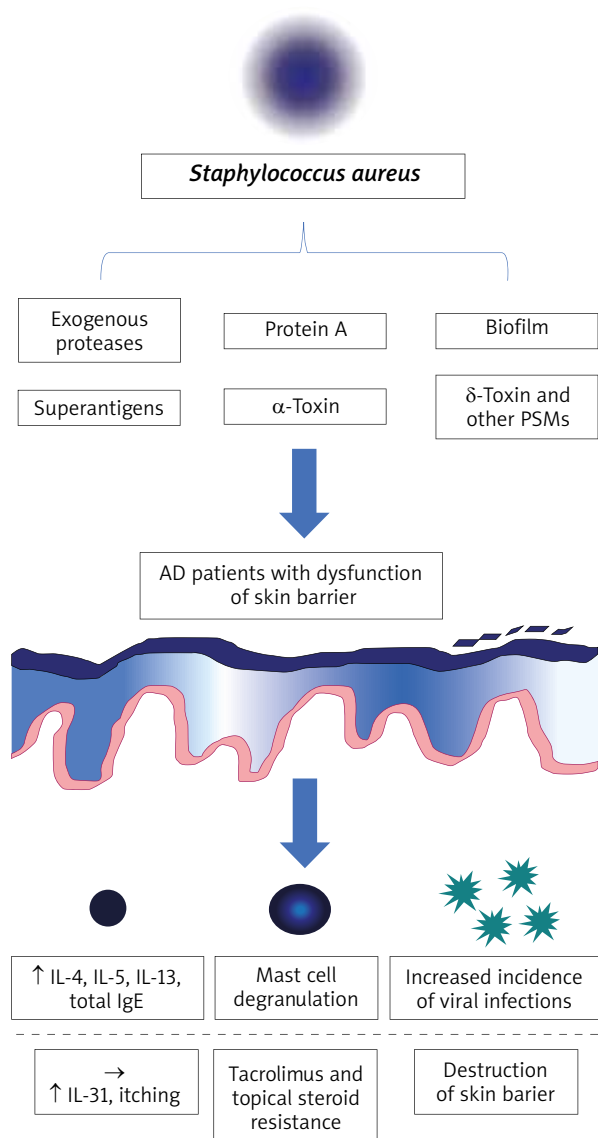 Staphylococcus aureus
Exogenous
proteases
Protein A
Biofilm
Superantigens
α-Toxin
δ-Toxin and
other PSMs
AD patients with dysfunction
of skin barrier
↑ IL-4, IL-5, IL-13,
total IgE
Mast cell
degranulation
Increased incidence
of viral infections
→
↑ IL-31, itching
Tacrolimus and
topical steroid
resistance
Destruction
of skin barier